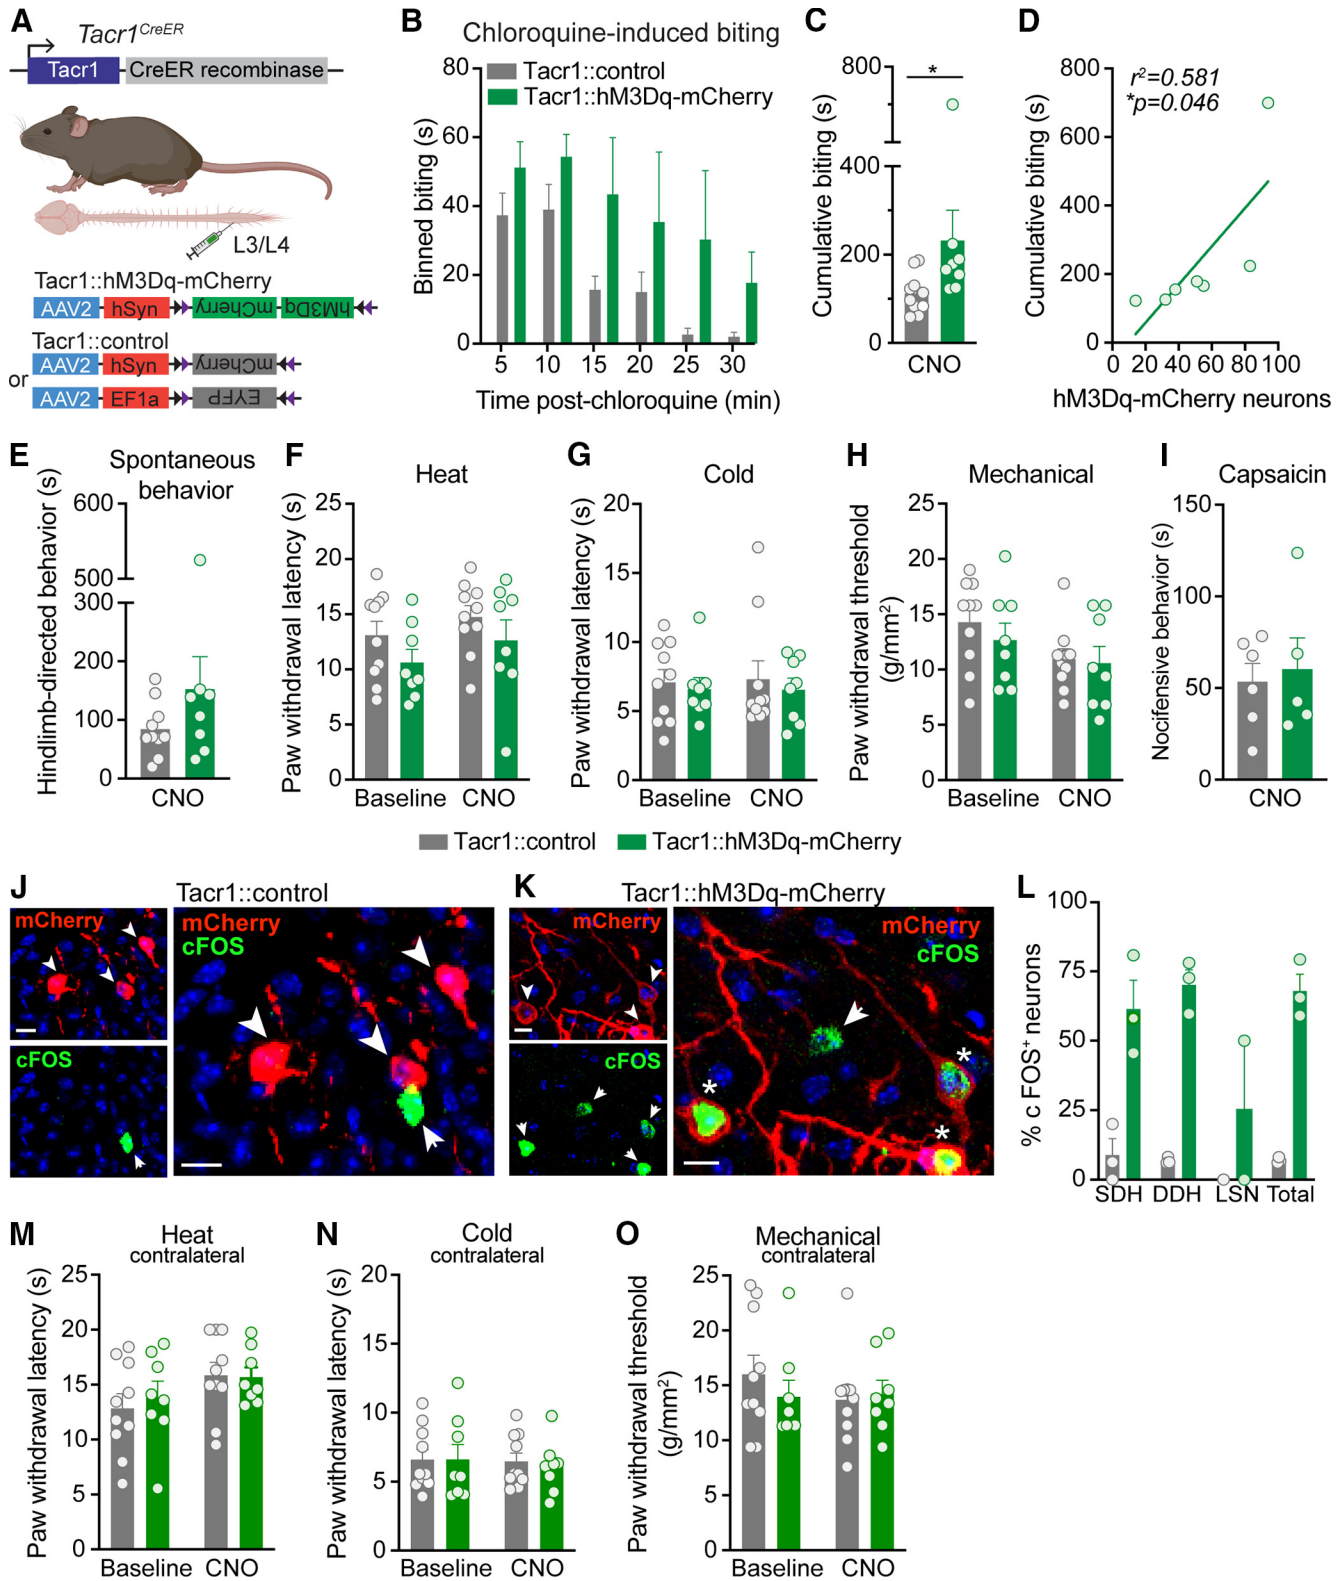 A
Tacr1CreER
Tacr1 CreER recombinase
L3/L4
Tacr1::hM3Dq-mCherry
AAV2 hSyn mCherry hM3Dq
Tacr1::control
AAV2 hSyn mCherry
or
AAV2 EF1a EYFP
B
Chloroquine-induced biting
Tacr1::control
Tacr1::hM3Dq-mCherry
Binned biting (s)
80
60
40
20
0
5 10 15 20 25 30
Time post-chloroquine (min)
C
Cumulative biting (s)
800
400
200
0
*
CNO
D
Cumulative biting (s)
800
600
400
200
0
r2=0.581
*p=0.046
0 20 40 60 80 100
hM3Dq-mCherry neurons
E
Spontaneous
behavior
Hindlimb-directed behavior (s)
600
500
300
200
100
0
CNO
F
Heat
Paw withdrawal latency (s)
25
20
15
10
5
0
Baseline CNO
G
Cold
Paw withdrawal latency (s)
20
15
10
5
0
Baseline CNO
H
Mechanical
Paw withdrawal threshold
(g/mm2)
25
20
15
10
5
0
Baseline CNO
I
Capsaicin
Nocifensive behavior (s)
150
100
50
0
CNO
Tacr1::control Tacr1::hM3Dq-mCherry
J
Tacr1::control
mCherry
cFOS
mCherry
cFOS
K
Tacr1::hM3Dq-mCherry
mCherry
cFOS
mCherry
cFOS
*
*
*
L
% c FOS+ neurons
100
75
50
25
0
SDH DDH LSN Total
M
Heat
contralateral
Paw withdrawal latency (s)
25
20
15
10
5
0
Baseline CNO
N
Cold
contralateral
Paw withdrawal latency (s)
20
15
10
5
0
Baseline CNO
O
Mechanical
contralateral
Paw withdrawal threshold
(g/mm2)
25
20
15
10
5
0
Baseline CNO